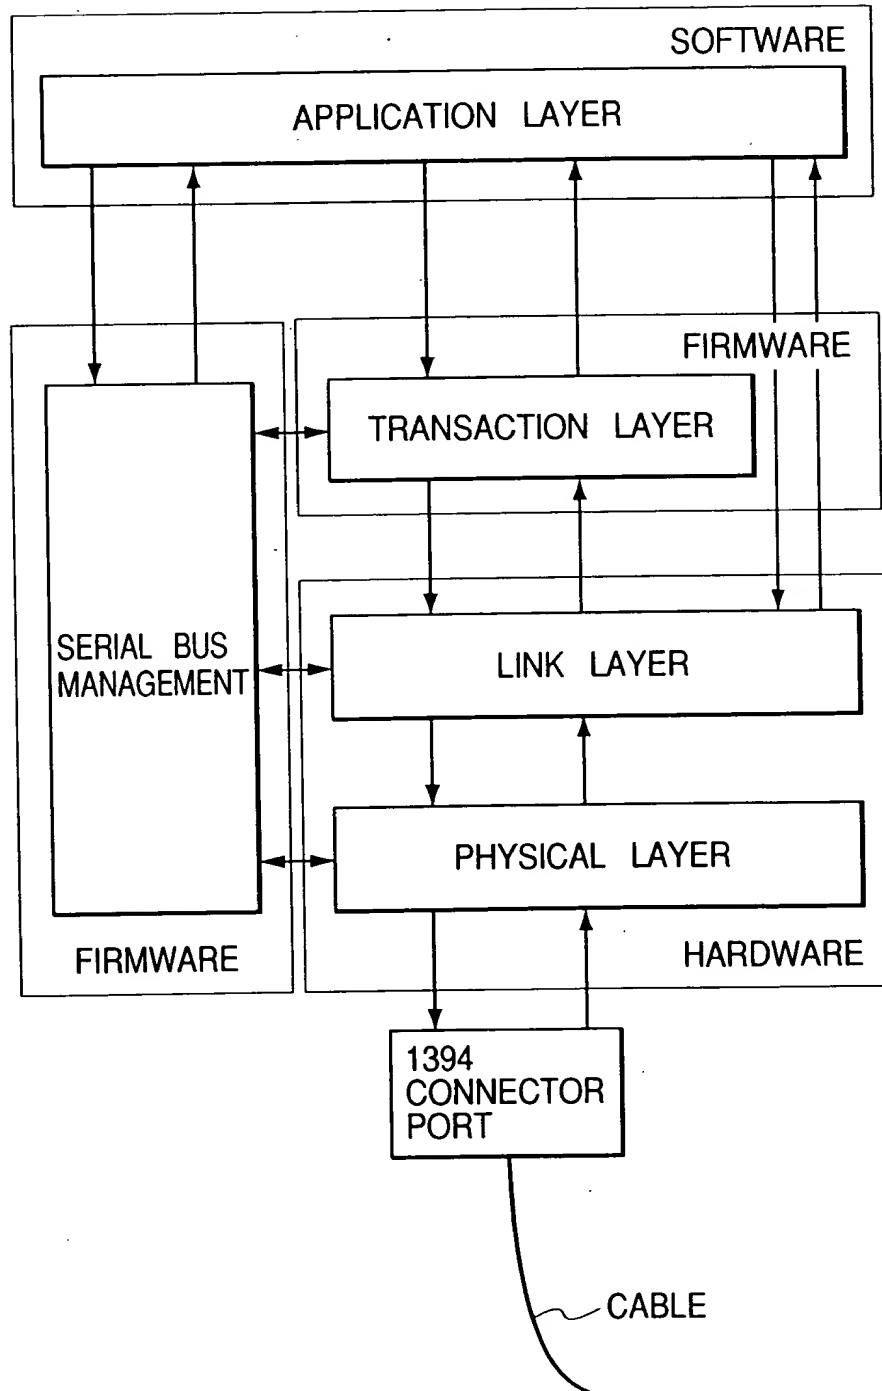 SOFTWARE
APPLICATION LAYER
FIRMWARE
TRANSACTION LAYER
SERIAL BUS
MANAGEMENT
LINK LAYER
PHYSICAL LAYER
FIRMWARE
HARDWARE
1394
CONNECTOR
PORT
CABLE